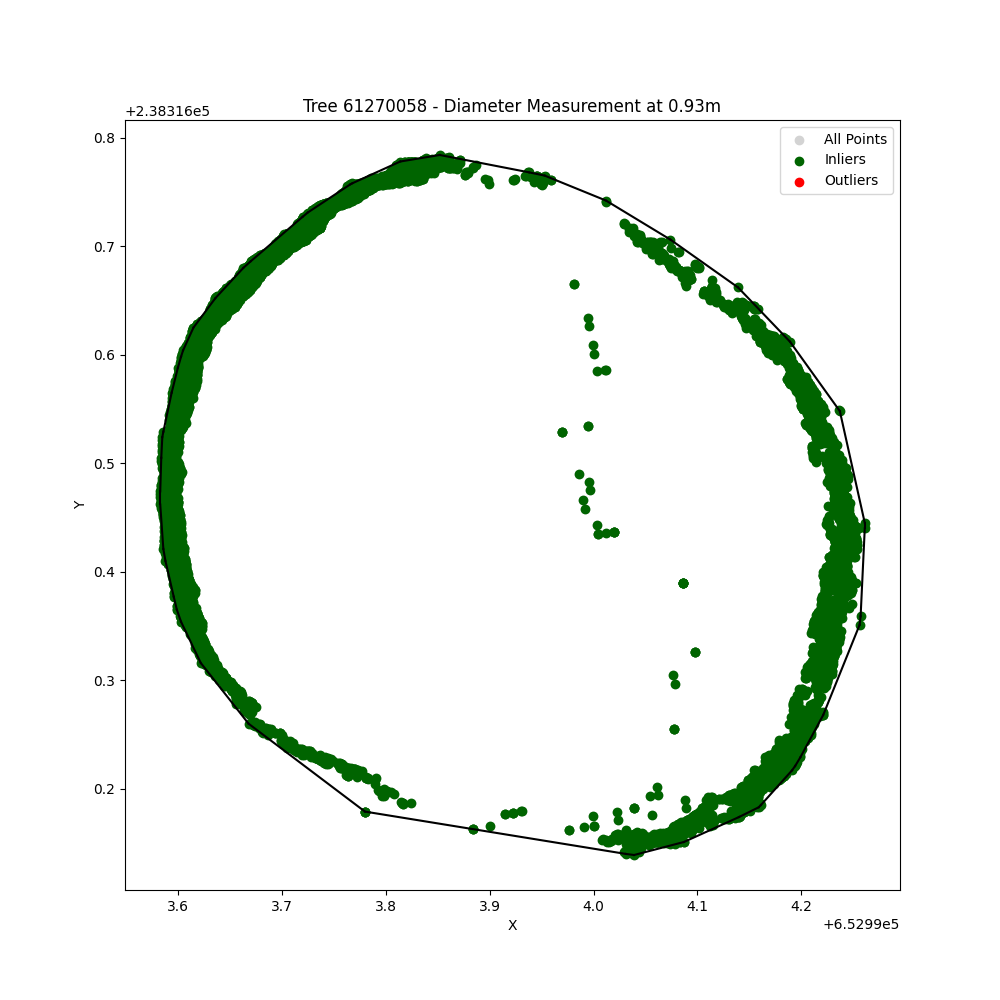 Tree 61270058 - Diameter Measurement at 0.93m
+2.38316e5
All Points
Inliers
Outliers
0.8
0.7
0.6
0.5
0.4
0.3
0.2
Y
3.6 3.7 3.8 3.9 4.0 4.1 4.2
X
+6.5299e5